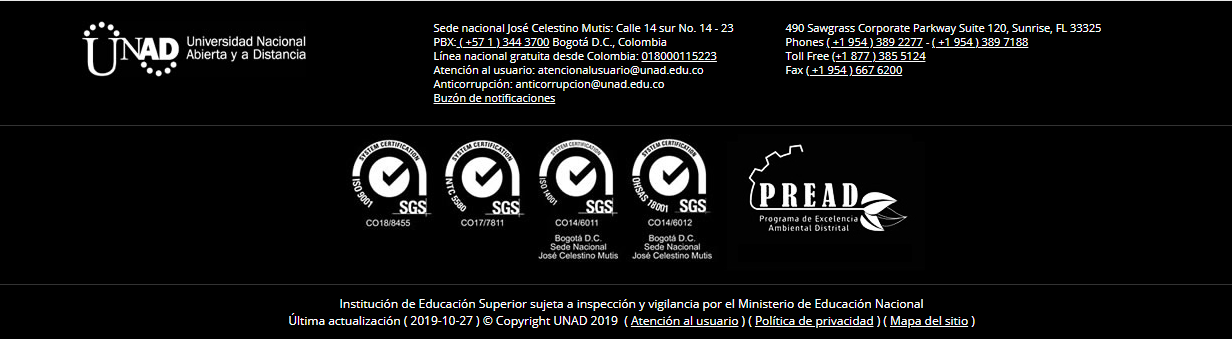 UNAD Universidad Nacional
Abierta y a Distancia
Sede nacional José Celestino Mutis: Calle 14 sur No. 14 - 23
PBX: ( +57 1 ) 344 3700 Bogotá D.C., Colombia
Línea nacional gratuita desde Colombia: 018000115223
Atención al usuario: atencionalusuario@unad.edu.co
Anticorrupción: anticorrupcion@unad.edu.co
Buzón de notificaciones
490 Sawgrass Corporate Parkway Suite 120, Sunrise, FL 33325
Phones ( +1 954 ) 389 2277 - ( +1 954 ) 389 7188
Toll Free (+1 877 ) 385 5124
Fax ( +1 954 ) 667 6200
SYSTEM CERTIFICATION
ISO 9001
SGS
CO18/8455
SYSTEM CERTIFICATION
NTC 5580
SGS
CO17/7811
SYSTEM CERTIFICATION
ISO 14001
SGS
CO14/6011
Bogotá D.C.
Sede Nacional
José Celestino Mutis
SYSTEM CERTIFICATION
OHSAS 18001
SGS
CO14/6012
Bogotá D.C.
Sede Nacional
José Celestino Mutis
PREAD
Programa de Excelencia
Ambiental Distrital
Institución de Educación Superior sujeta a inspección y vigilancia por el Ministerio de Educación Nacional
Última actualización ( 2019-10-27 ) © Copyright UNAD 2019 ( Atención al usuario ) ( Política de privacidad ) ( Mapa del sitio )